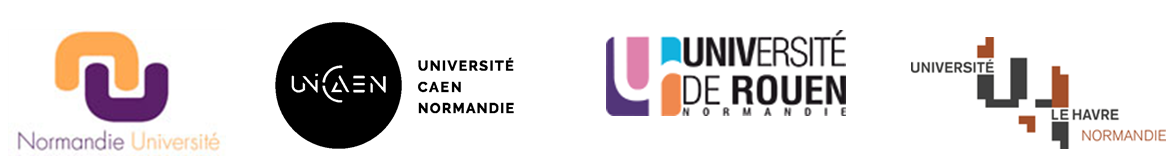 Normandie Université
UNICAEN
UNIVERSITÉ
CAEN
NORMANDIE
UNIVERSITÉ
DE ROUEN
NORMANDIE
UNIVERSITÉ
LE HAVRE
NORMANDIE